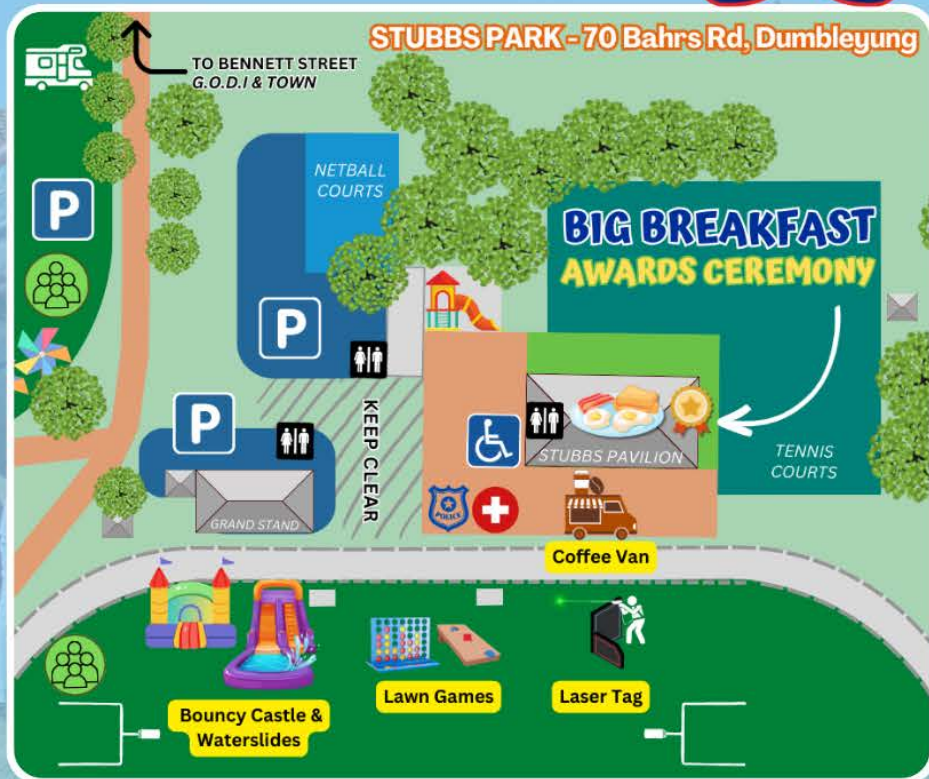 STUBBS PARK - 70 Bahrs Rd, Dumbleyung
TO BENNETT STREET
G.O.D.I & TOWN
NETBALL
COURTS
P
BIG BREAKFAST
AWARDS CEREMONY
P
P
KEEP CLEAR
STUBBS PAVILION
TENNIS
COURTS
POLICE
GRAND STAND
Coffee Van
Bouncy Castle &
Waterslides
Lawn Games
Laser Tag